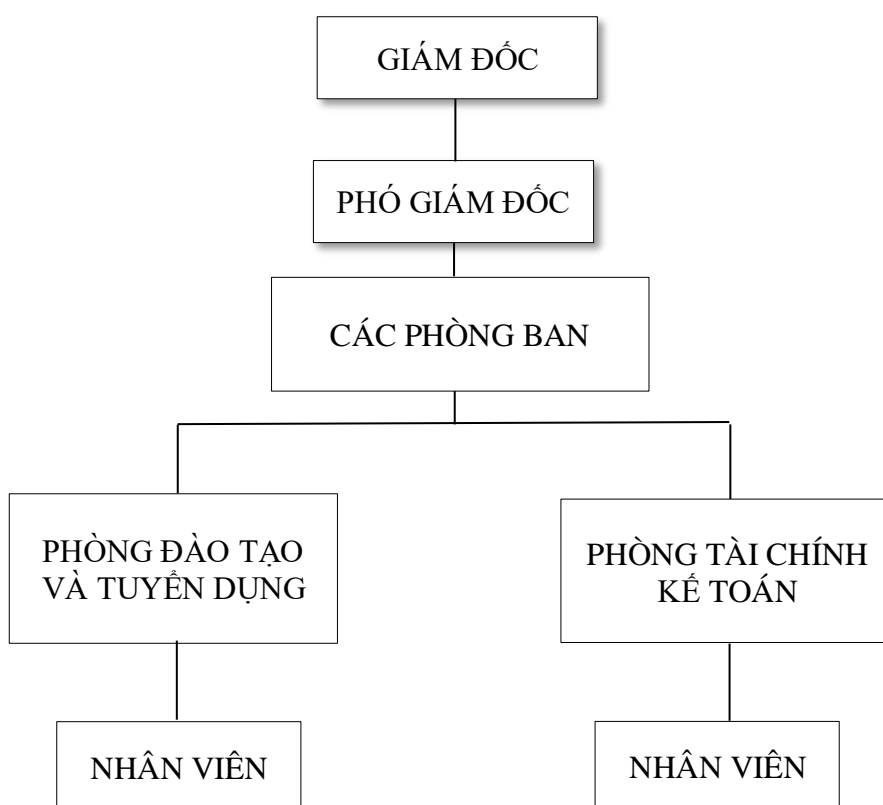 GIÁM ĐỐC
PHÓ GIÁM ĐỐC
CÁC PHÒNG BAN
PHÒNG ĐÀO TẠO
VÀ TUYỂN DỤNG
PHÒNG TÀI CHÍNH
KẾ TOÁN
NHÂN VIÊN
NHÂN VIÊN